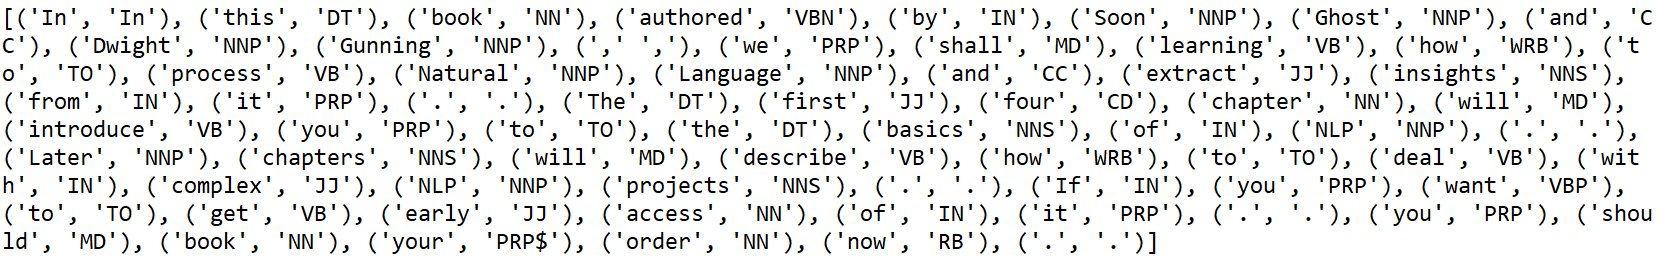 [('In', 'In'), ('this', 'DT'), ('book', 'NN'), ('authored', 'VBN'), ('by', 'IN'), ('Soon', 'NNP'), ('Ghost', 'NNP'), ('and', 'C
C'), ('Dwight', 'NNP'), ('Gunning', 'NNP'), (',' ','), ('we', 'PRP'), ('shall', 'MD'), ('learning', 'VB'), ('how', 'WRB'), ('t
o', 'TO'), ('process', 'VB'), ('Natural', 'NNP'), ('Language', 'NNP'), ('and', 'CC'), ('extract', 'JJ'), ('insights', 'NNS'),
('from', 'IN'), ('it', 'PRP'), ('.', '.'), ('The', 'DT'), ('first', 'JJ'), ('four', 'CD'), ('chapter', 'NN'), ('will', 'MD'),
('introduce', 'VB'), ('you', 'PRP'), ('to', 'TO'), ('the', 'DT'), ('basics', 'NNS'), ('of', 'IN'), ('NLP', 'NNP'), ('.', '.'),
('Later', 'NNP'), ('chapters', 'NNS'), ('will', 'MD'), ('describe', 'VB'), ('how', 'WRB'), ('to', 'TO'), ('deal', 'VB'), ('wit
h', 'IN'), ('complex', 'JJ'), ('NLP', 'NNP'), ('projects', 'NNS'), ('.', '.'), ('If', 'IN'), ('you', 'PRP'), ('want', 'VBP'),
('to', 'TO'), ('get', 'VB'), ('early', 'JJ'), ('access', 'NN'), ('of', 'IN'), ('it', 'PRP'), ('.', '.'), ('you', 'PRP'), ('shou
ld', 'MD'), ('book', 'NN'), ('your', 'PRP$'), ('order', 'NN'), ('now', 'RB'), ('.', '.')]